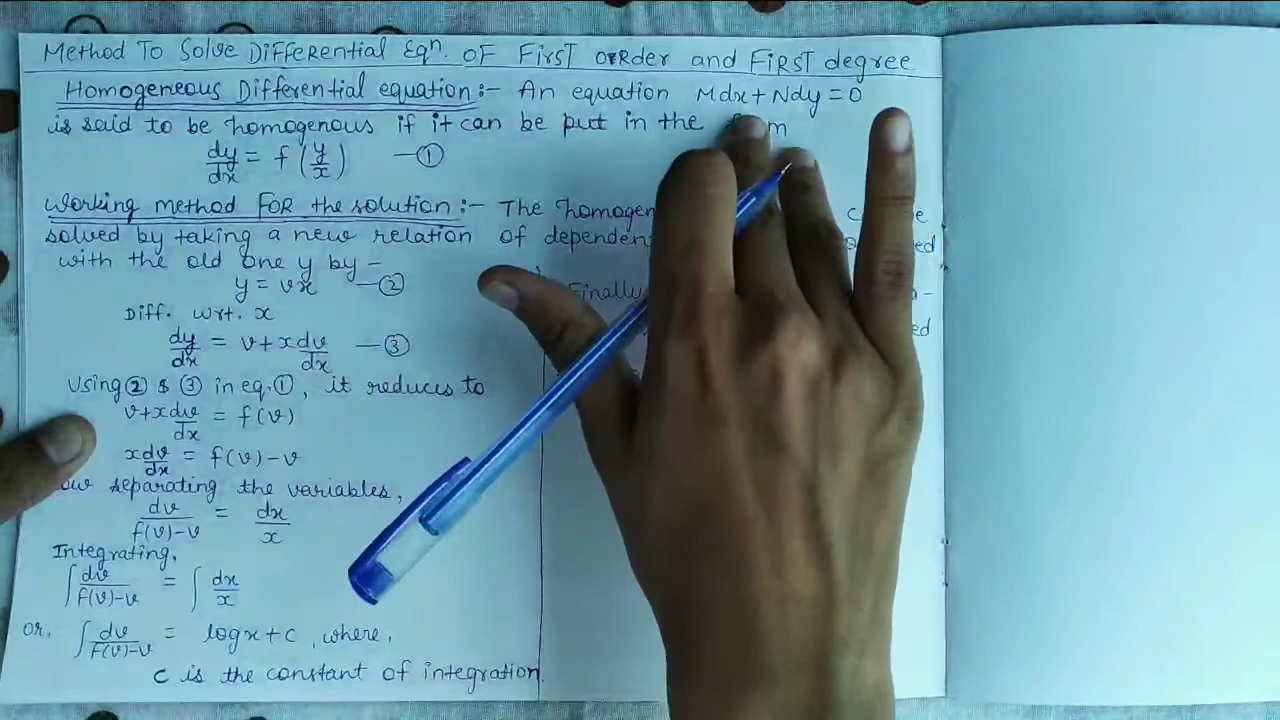 Method To Solve Differential Eqn. OF First ORRder and FIRST degree
Homogeneous Differential equation :- An equation Mdx + Ndy = 0
is said to be homogenous if it can be put in the
dy/dx = f(y/x) —①
Working method FOR the solution :- The
solved by taking a new relation of
with the old one y by -
y = vx —②
Diff. wrt. x
dy/dx = v + x dv/dx —③
Using ② & ③ in eq. ①, it reduces to
v + x dv/dx = f(v)
x dv/dx = f(v) - v
separating the variables,
dv/f(v)-v = dx/x
Integrating,
∫ dv/f(v)-v = ∫ dx/x
or, ∫ dv/f(v)-v = log x + c, where,
c is the constant of integration.
Finally